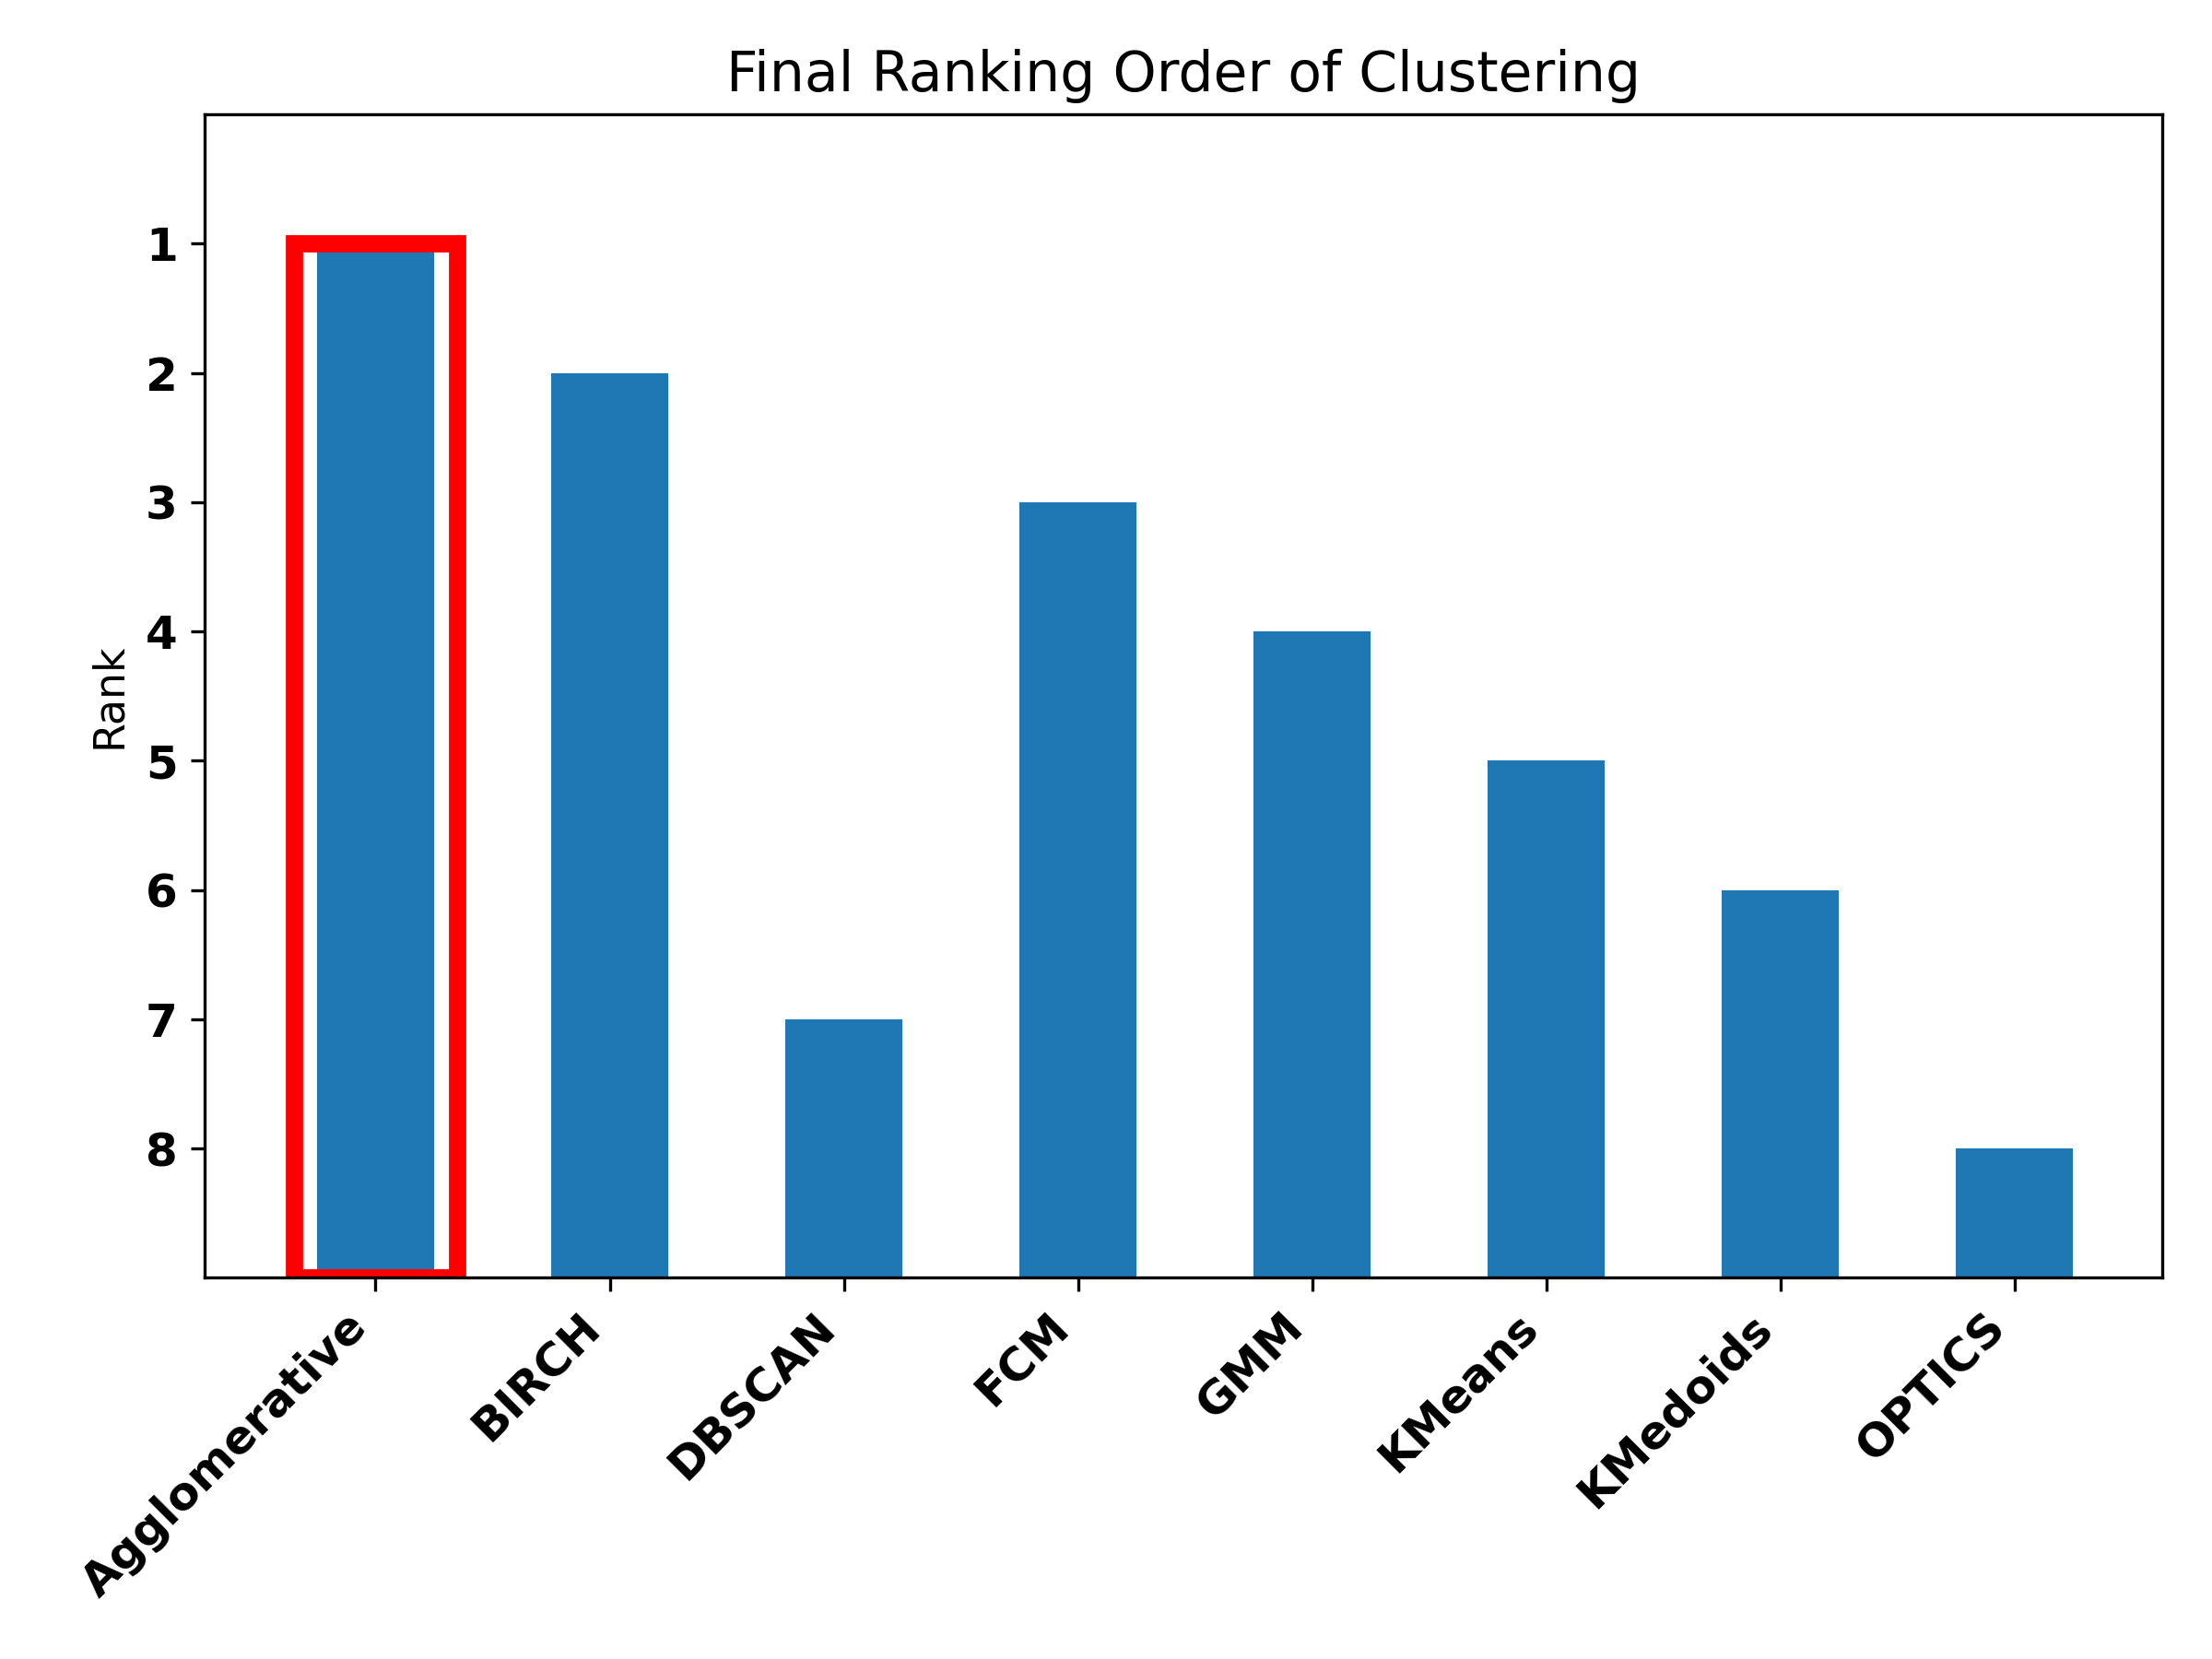 Final Ranking Order of Clustering
Rank
1
2
3
4
5
6
7
8
Agglomerative
BIRCH
DBSCAN
FCM
GMM
KMeans
KMedoids
OPTICS